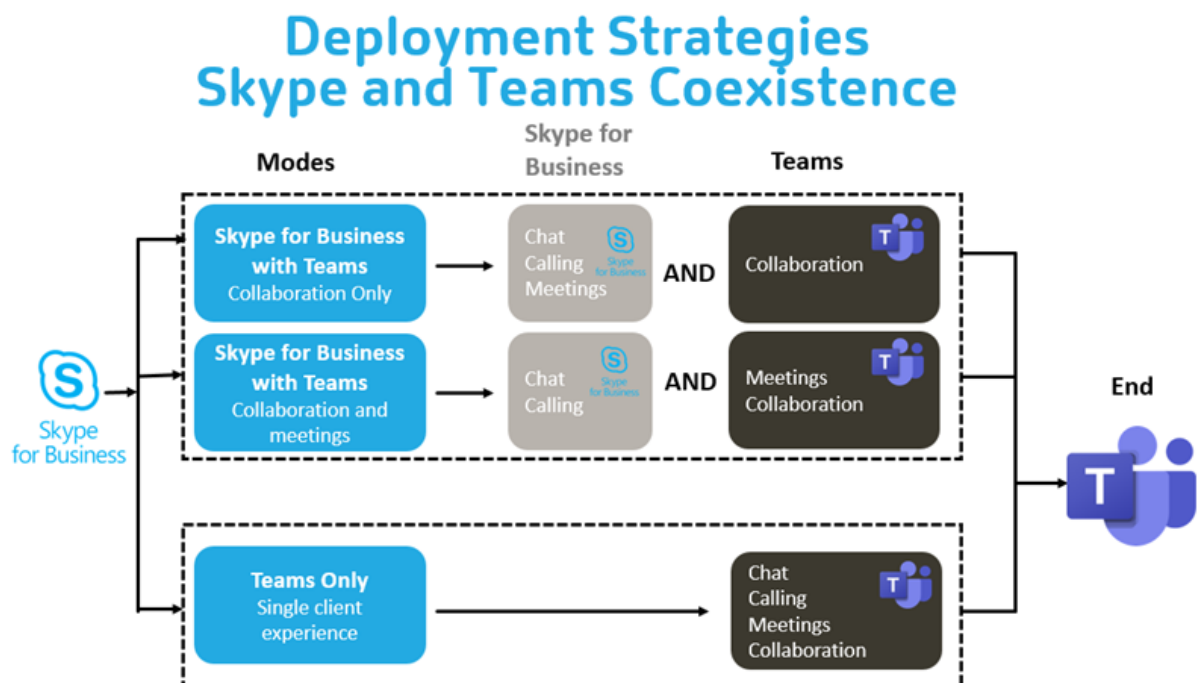 Deployment Strategies
Skype and Teams Coexistence
Modes
Skype for
Business
Teams
Skype for Business
with Teams
Collaboration Only
Chat
Calling
Meetings
S
Skype
for Business
AND
Collaboration
T
Skype for Business
with Teams
Collaboration and
meetings
Chat
Calling
S
Skype
for Business
AND
Meetings
Collaboration
T
S
Skype
for Business
End
T
Teams Only
Single client
experience
Chat
Calling
Meetings
Collaboration
T